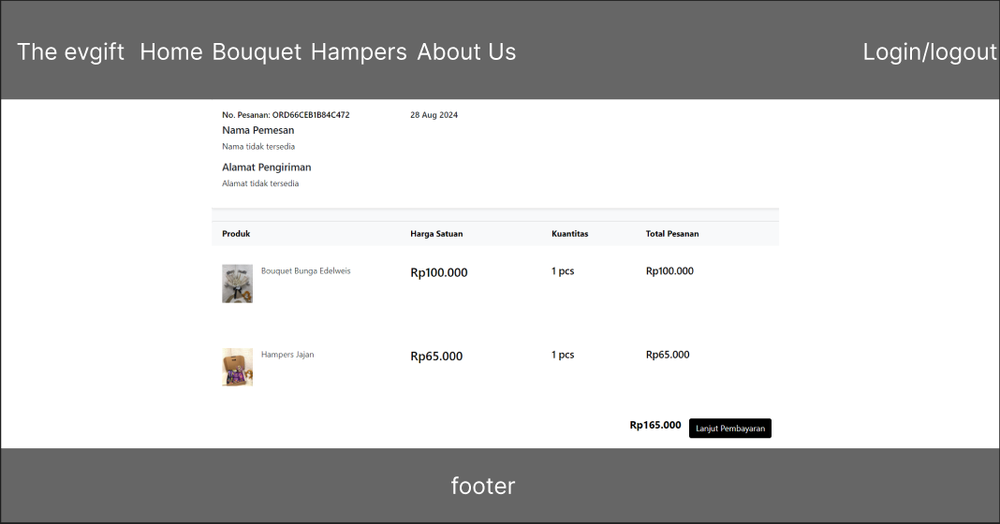 The evgift Home Bouquet Hampers About Us Login/logout
No. Pesanan: ORD66CEB1B84C472 28 Aug 2024
Nama Pemesan
Nama tidak tersedia
Alamat Pengiriman
Alamat tidak tersedia
Produk Harga Satuan Kuantitas Total Pesanan
Bouquet Bunga Edelweis Rp100.000 1 pcs Rp100.000
Hampers Jajan Rp65.000 1 pcs Rp65.000
Rp165.000 Lanjut Pembayaran
footer